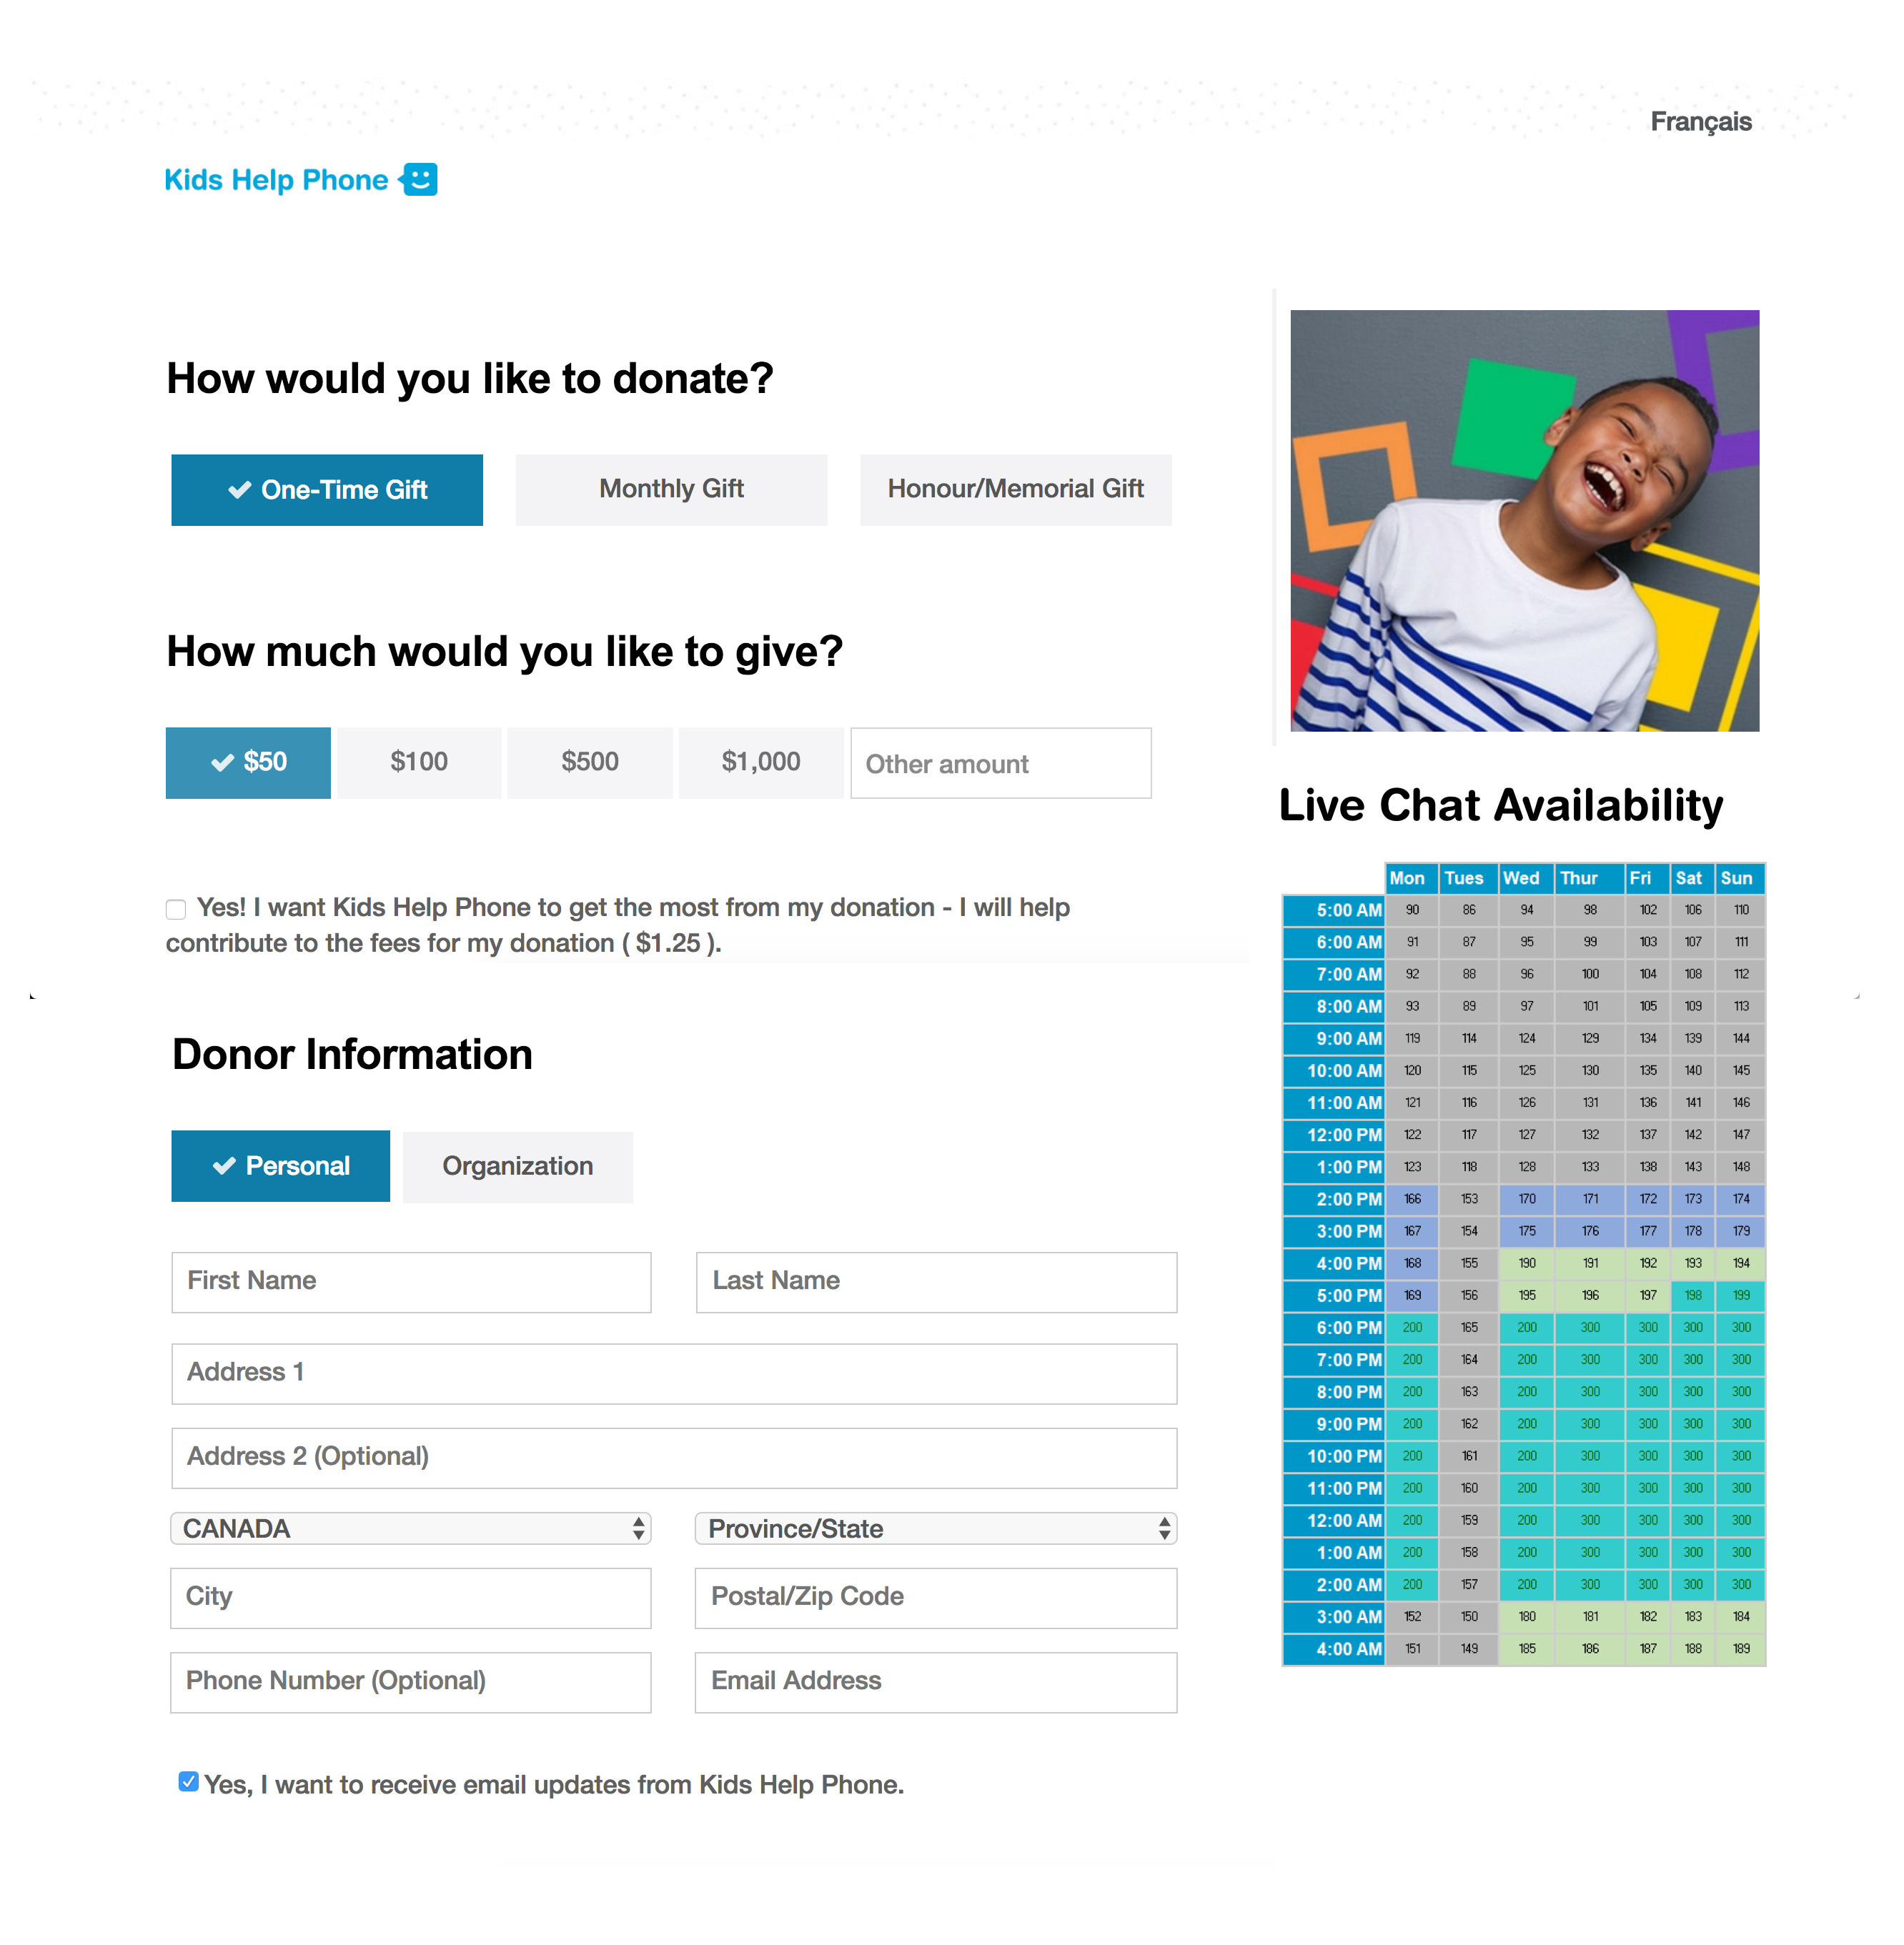 Français
Kids Help Phone
How would you like to donate?
One-Time Gift Monthly Gift Honour/Memorial Gift
How much would you like to give?
$50 $100 $500 $1,000 Other amount
Yes! I want Kids Help Phone to get the most from my donation - I will help
contribute to the fees for my donation ( $1.25 ).
Donor Information
Personal Organization
First Name Last Name
Address 1
Address 2 (Optional)
CANADA Province/State
City Postal/Zip Code
Phone Number (Optional) Email Address
Yes, I want to receive email updates from Kids Help Phone.
Live Chat Availability
Mon Tues Wed Thur Fri Sat Sun
5:00 AM 90 86 94 98 102 106 110
6:00 AM 91 87 95 99 103 107 111
7:00 AM 92 88 96 100 104 108 112
8:00 AM 93 89 97 101 105 109 113
9:00 AM 119 114 124 129 134 139 144
10:00 AM 120 115 125 130 135 140 145
11:00 AM 121 116 126 131 136 141 146
12:00 PM 122 117 127 132 137 142 147
1:00 PM 123 118 128 133 138 143 148
2:00 PM 166 153 170 171 172 173 174
3:00 PM 167 154 175 176 177 178 179
4:00 PM 168 155 190 191 192 193 194
5:00 PM 169 156 195 196 197 198 199
6:00 PM 200 165 200 300 300 300 300
7:00 PM 200 164 200 300 300 300 300
8:00 PM 200 163 200 300 300 300 300
9:00 PM 200 162 200 300 300 300 300
10:00 PM 200 161 200 300 300 300 300
11:00 PM 200 160 200 300 300 300 300
12:00 AM 200 159 200 300 300 300 300
1:00 AM 200 158 200 300 300 300 300
2:00 AM 200 157 200 300 300 300 300
3:00 AM 152 150 180 181 182 183 184
4:00 AM 151 149 185 186 187 188 189